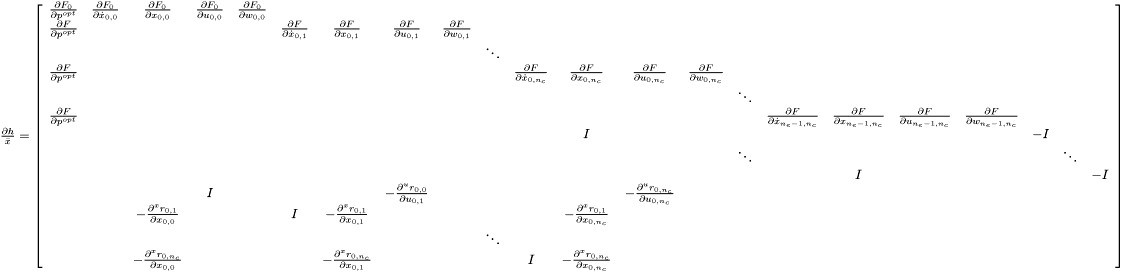 \frac{\partial h}{\bar{x}} = [
\frac{\partial F_0}{\partial p^{opt}} \frac{\partial F_0}{\partial \dot{x}_{0,0}} \frac{\partial F_0}{\partial x_{0,0}} \frac{\partial F_0}{\partial u_{0,0}} \frac{\partial F_0}{\partial w_{0,0}}
\frac{\partial F}{\partial p^{opt}} \frac{\partial F}{\partial \dot{x}_{0,1}} \frac{\partial F}{\partial x_{0,1}} \frac{\partial F}{\partial u_{0,1}} \frac{\partial F}{\partial w_{0,1}}
⋱
\frac{\partial F}{\partial p^{opt}} \frac{\partial F}{\partial \dot{x}_{0,n_c}} \frac{\partial F}{\partial x_{0,n_c}} \frac{\partial F}{\partial u_{0,n_c}} \frac{\partial F}{\partial w_{0,n_c}}
⋱
\frac{\partial F}{\partial p^{opt}} \frac{\partial F}{\partial \dot{x}_{n_e-1,n_c}} \frac{\partial F}{\partial x_{n_e-1,n_c}} \frac{\partial F}{\partial u_{n_e-1,n_c}} \frac{\partial F}{\partial w_{n_e-1,n_c}}
I -I
⋱ ⋱
I -I
I -\frac{\partial^u r_{0,0}}{\partial u_{0,1}} -\frac{\partial^u r_{0,n_c}}{\partial u_{0,n_c}}
-\frac{\partial^x r_{0,1}}{\partial x_{0,0}} I -\frac{\partial^x r_{0,1}}{\partial x_{0,1}} -\frac{\partial^x r_{0,1}}{\partial x_{0,n_c}}
⋱
-\frac{\partial^x r_{0,n_c}}{\partial x_{0,0}} -\frac{\partial^x r_{0,n_c}}{\partial x_{0,1}} I -\frac{\partial^x r_{0,n_c}}{\partial x_{0,n_c}}
]